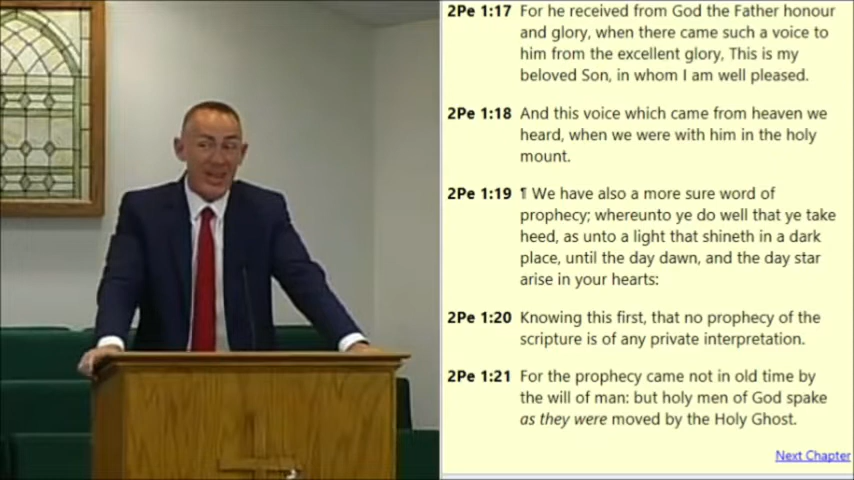 2Pe 1:17 For he received from God the Father honour
and glory, when there came such a voice to
him from the excellent glory, This is my
beloved Son, in whom I am well pleased.
2Pe 1:18 And this voice which came from heaven we
heard, when we were with him in the holy
mount.
2Pe 1:19 ¶ We have also a more sure word of
prophecy; whereunto ye do well that ye take
heed, as unto a light that shineth in a dark
place, until the day dawn, and the day star
arise in your hearts:
2Pe 1:20 Knowing this first, that no prophecy of the
scripture is of any private interpretation.
2Pe 1:21 For the prophecy came not in old time by
the will of man: but holy men of God spake
as they were moved by the Holy Ghost.
Next Chapter